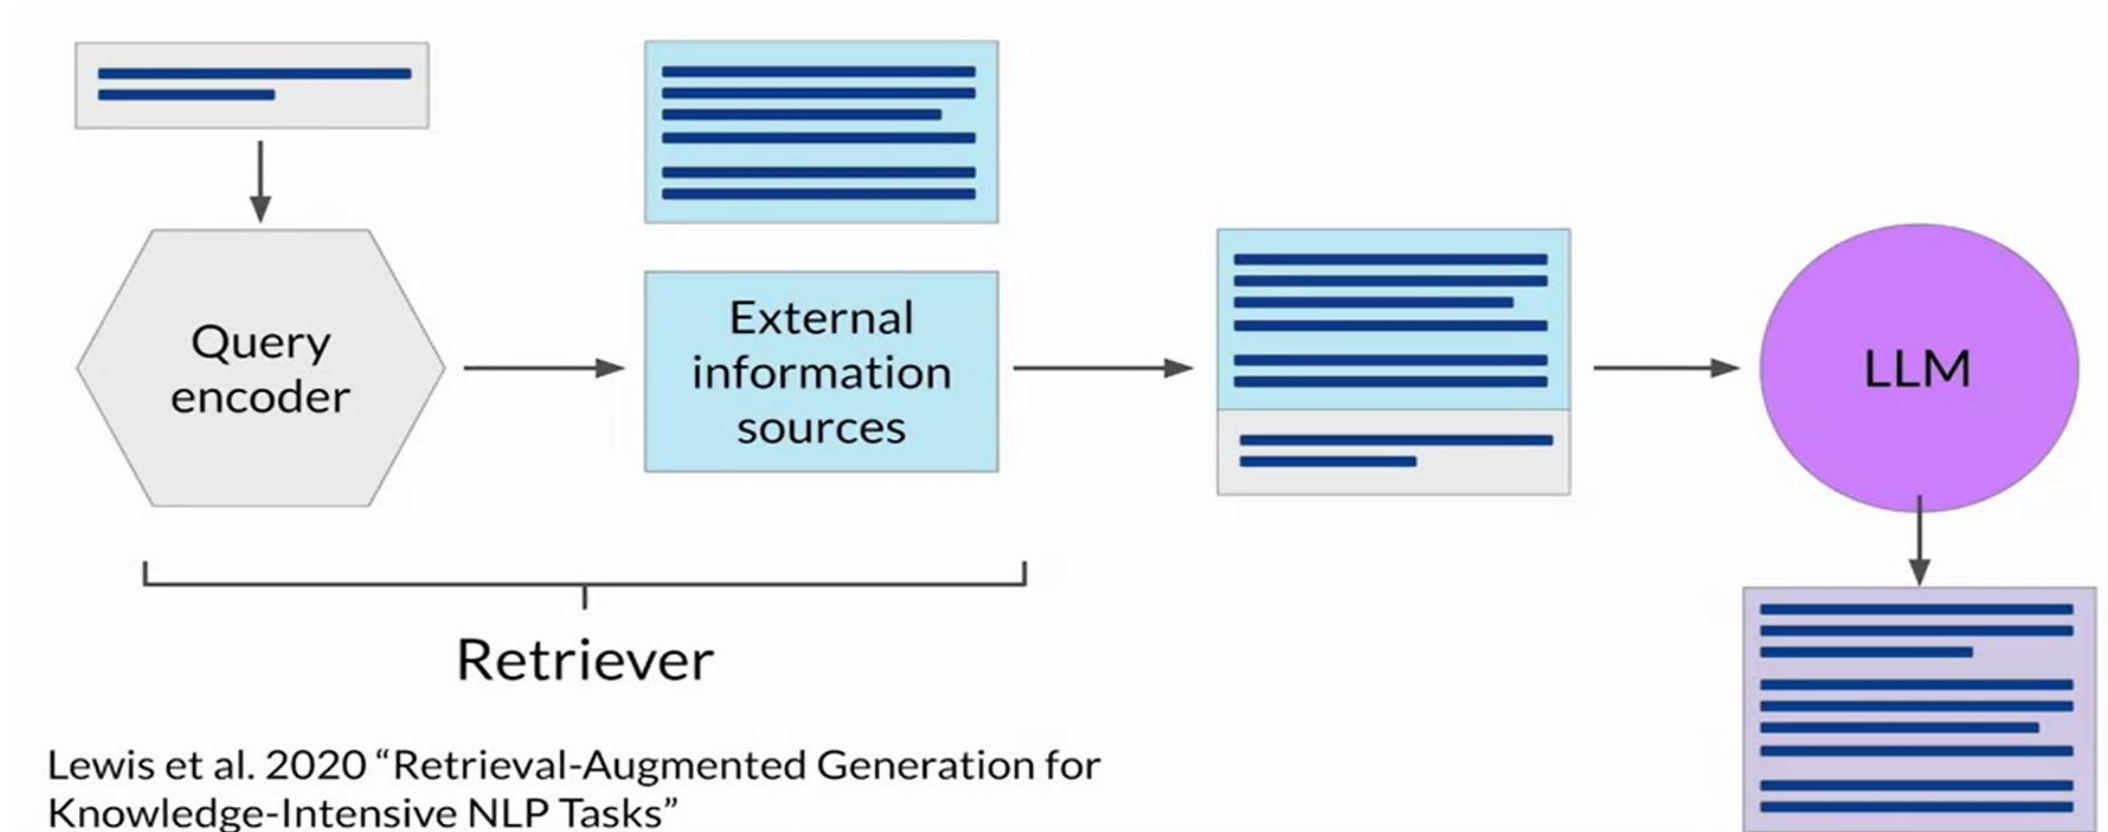 Query
encoder
External
information
sources
LLM
Retriever
Lewis et al. 2020 “Retrieval-Augmented Generation for
Knowledge-Intensive NLP Tasks”